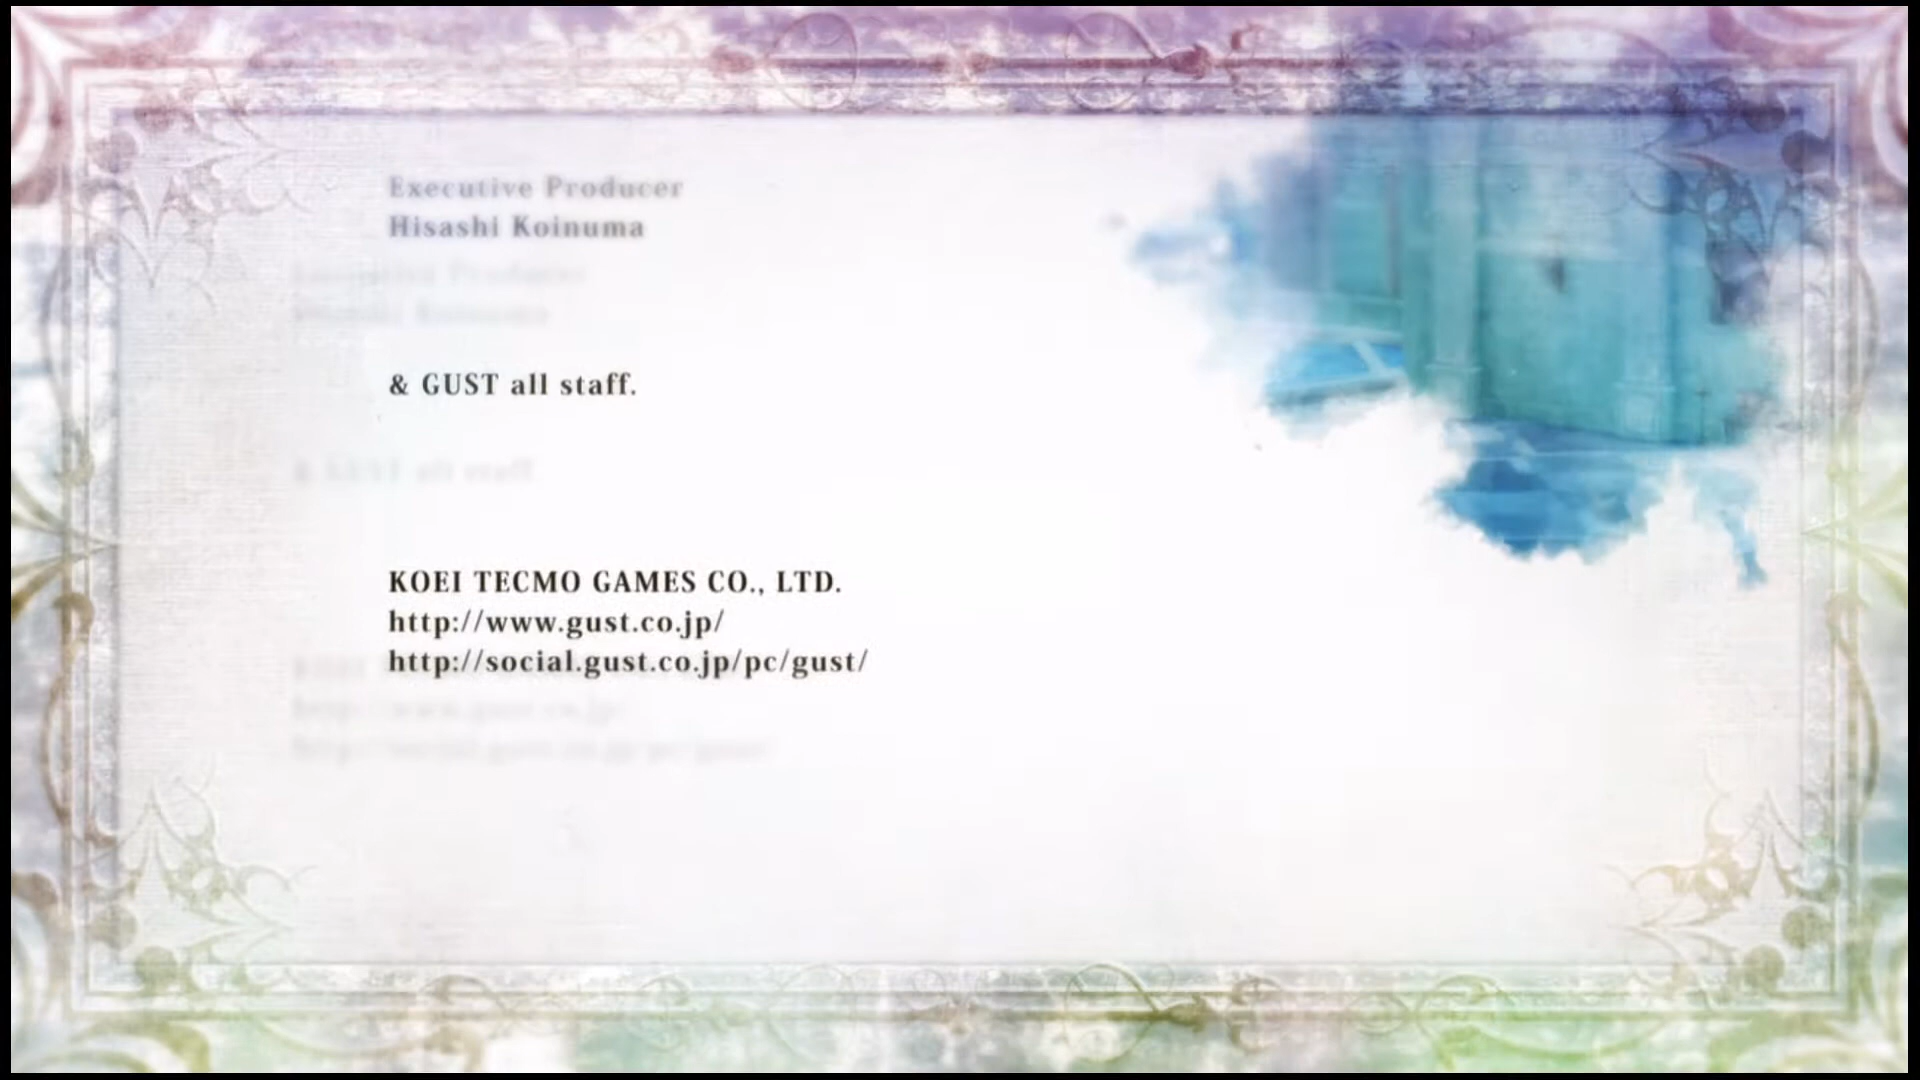 Executive Producer
Hisashi Koinuma
& GUST all staff.
KOEI TECMO GAMES CO., LTD.
http://www.gust.co.jp/
http://social.gust.co.jp/pc/gust/